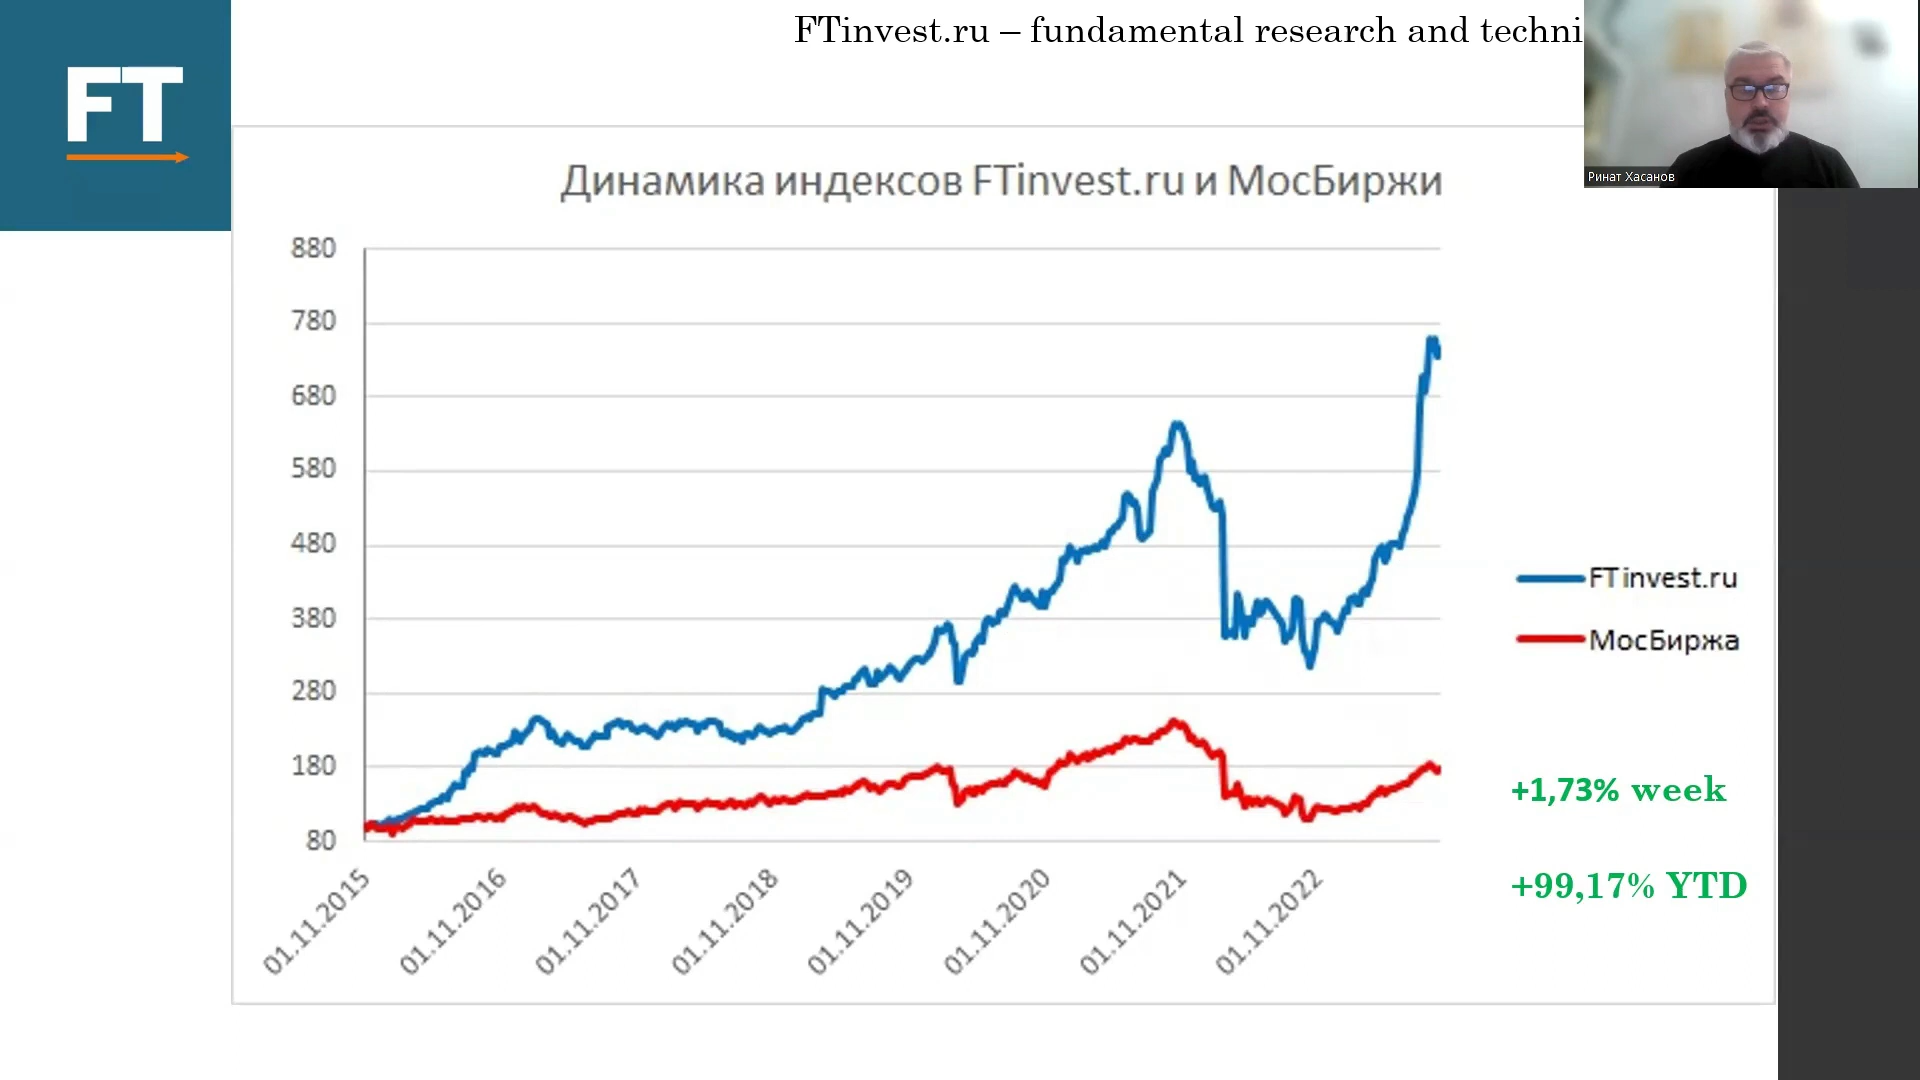 FTinvest.ru – fundamental research and techni
FT
Ринат Хасанов
Динамика индексов FTinvest.ru и МосБиржи
880
780
680
580
480
380
280
180
80
01.11.2015
01.11.2016
01.11.2017
01.11.2018
01.11.2019
01.11.2020
01.11.2021
01.11.2022
FTinvest.ru
МосБиржа
+1,73% week
+99,17% YTD